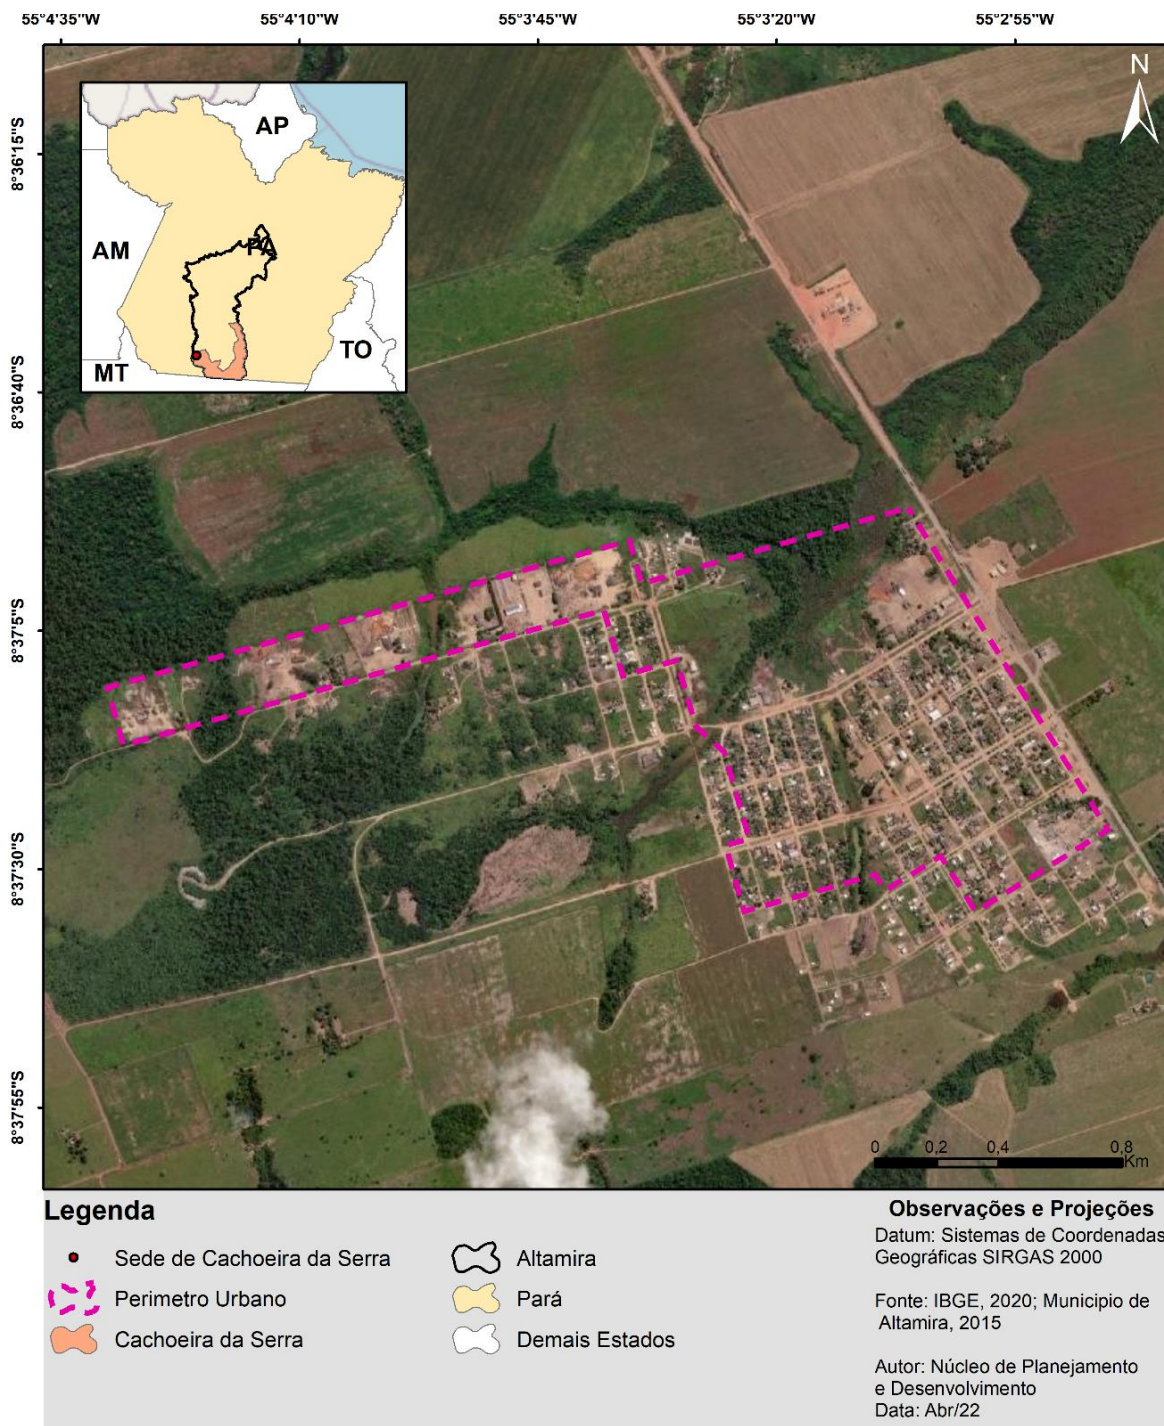 55°4'35"W 55°4'10"W 55°3'45"W 55°3'20"W 55°2'55"W
N
8°36'15"S
8°36'40"S
8°37'5"S
8°37'30"S
8°37'55"S
AP
AM
PA
TO
MT
0 0,2 0,4 0,8
Km
Legenda
Sede de Cachoeira da Serra
Perimetro Urbano
Cachoeira da Serra
Altamira
Pará
Demais Estados
Observações e Projeções
Datum: Sistemas de Coordenadas
Geográficas SIRGAS 2000
Fonte: IBGE, 2020; Municipio de
Altamira, 2015
Autor: Núcleo de Planejamento
e Desenvolvimento
Data: Abr/22